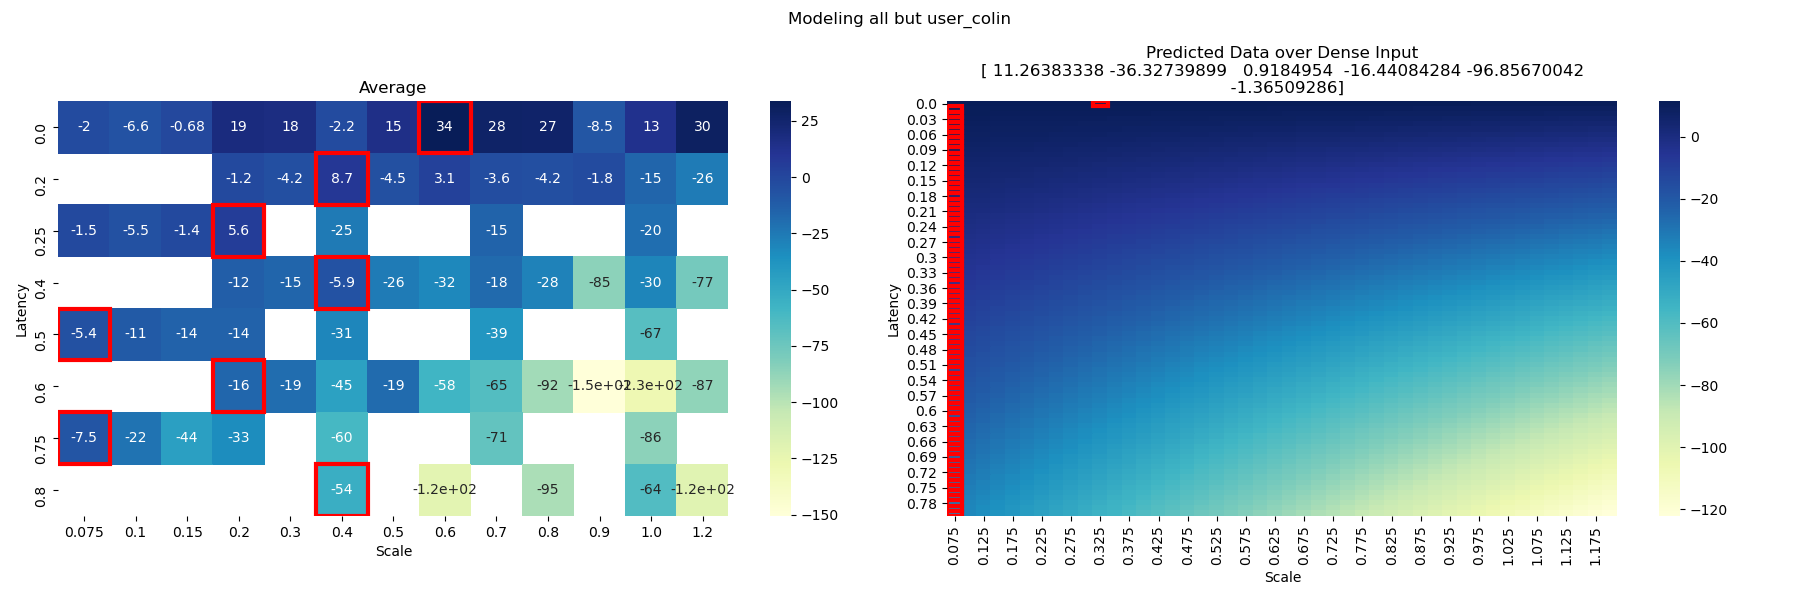 Modeling all but user_colin
Average
0.0 -2 -6.6 -0.68 19 18 -2.2 15 34 28 27 -8.5 13 30
0.2 -1.2 -4.2 8.7 -4.5 3.1 -3.6 -4.2 -1.8 -15 -26
0.25 -1.5 -5.5 -1.4 5.6 -25 -15 -20
0.4 -12 -15 -5.9 -26 -32 -18 -28 -85 -30 -77
0.5 -5.4 -11 -14 -14 -31 -39 -67
0.6 -16 -19 -45 -19 -58 -65 -92 -1.5e+02 -1.3e+02 -87
0.75 -7.5 -22 -44 -33 -60 -71 -86
0.8 -54 -1.2e+02 -95 -64 -1.2e+02
0.075 0.1 0.15 0.2 0.3 0.4 0.5 0.6 0.7 0.8 0.9 1.0 1.2
Scale
Latency
25
0
−25
−50
−75
−100
−125
−150
Predicted Data over Dense Input
[ 11.26383338 -36.32739899 0.9184954 -16.44084284 -96.85670042
-1.36509286]
0.0
0.03
0.06
0.09
0.12
0.15
0.18
0.21
0.24
0.27
0.3
0.33
0.36
0.39
0.42
0.45
0.48
0.51
0.54
0.57
0.6
0.63
0.66
0.69
0.72
0.75
0.78
Latency
0.075 0.125 0.175 0.225 0.275 0.325 0.375 0.425 0.475 0.525 0.575 0.625 0.675 0.725 0.775 0.825 0.875 0.925 0.975 1.025 1.075 1.125 1.175
Scale
0
−20
−40
−60
−80
−100
−120